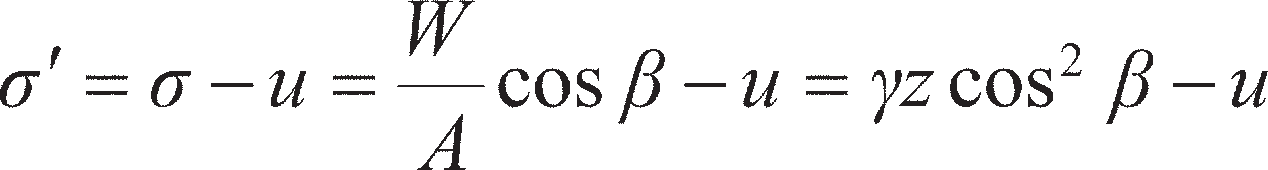 σ′ = σ − u = W/A cos β − u = γz cos² β − u